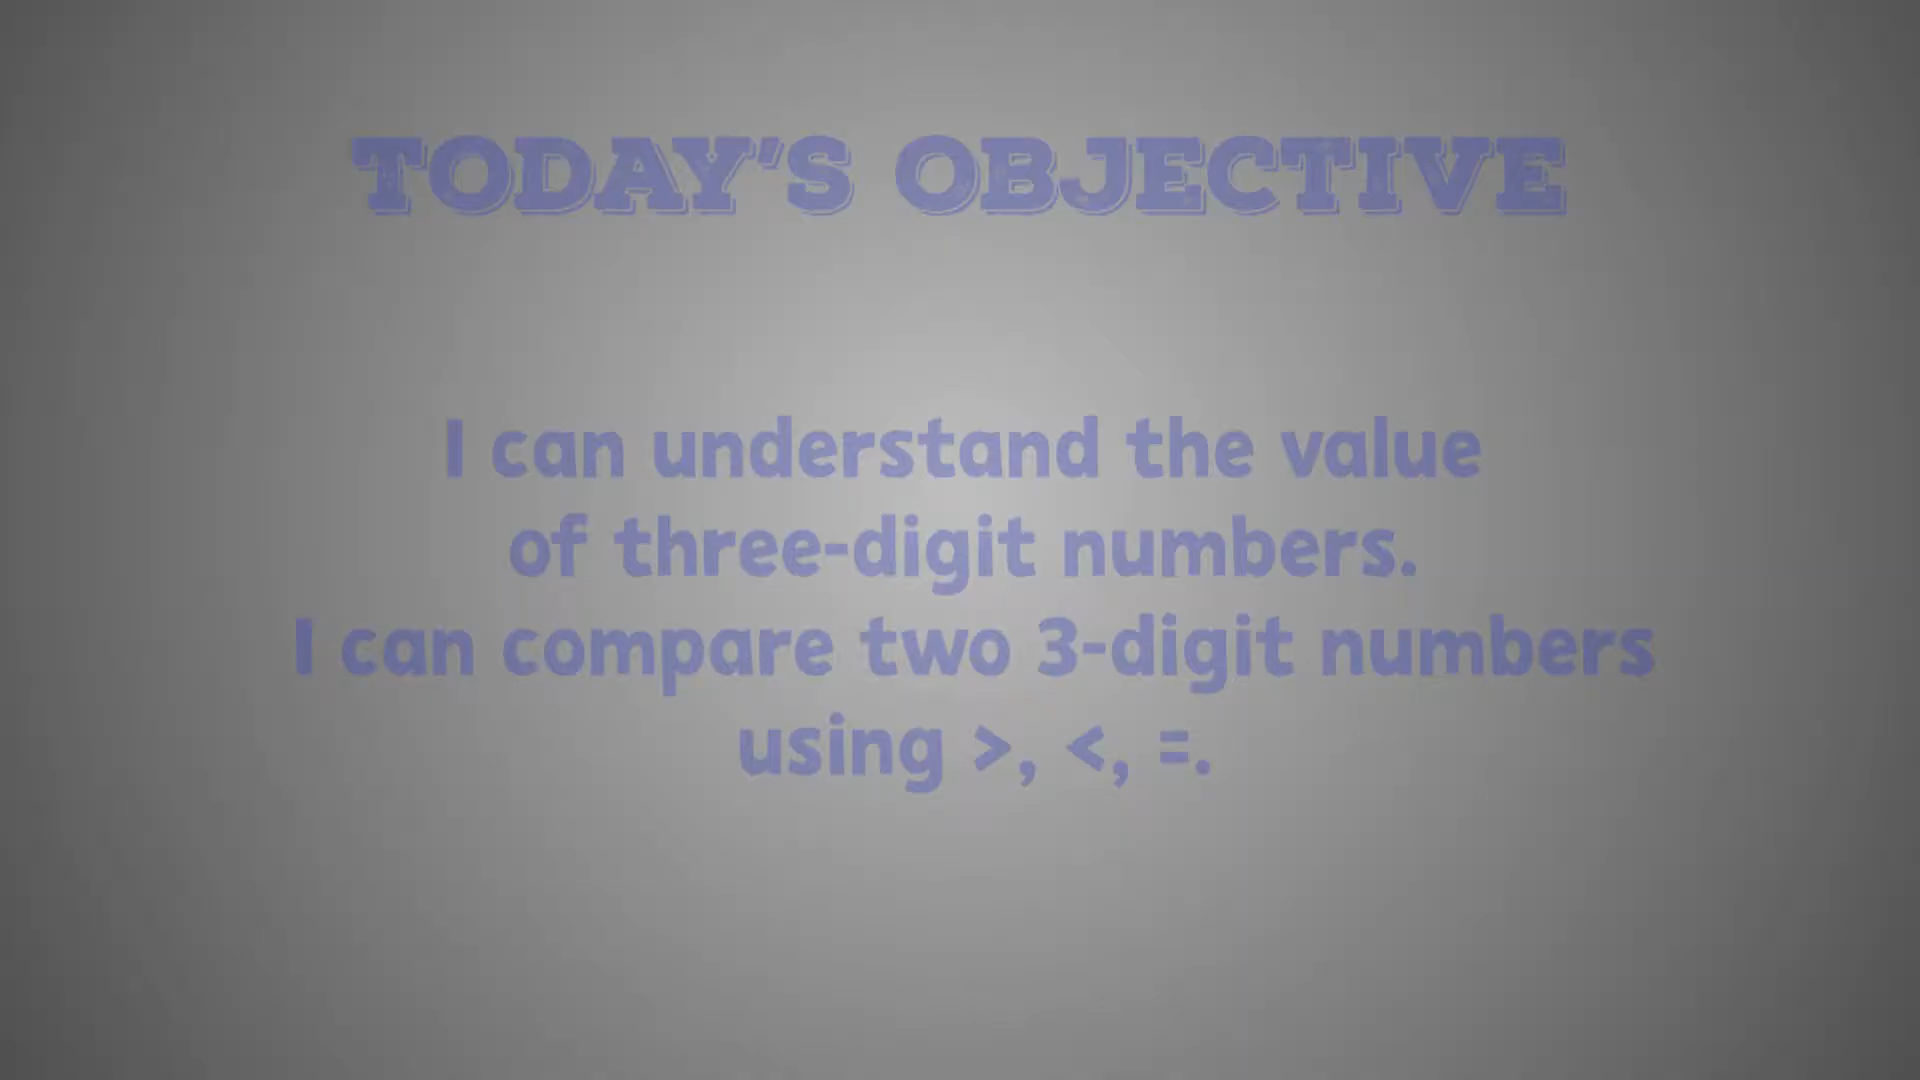 TODAY'S OBJECTIVE
I can understand the value
of three-digit numbers.
I can compare two 3-digit numbers
using >, <, =.